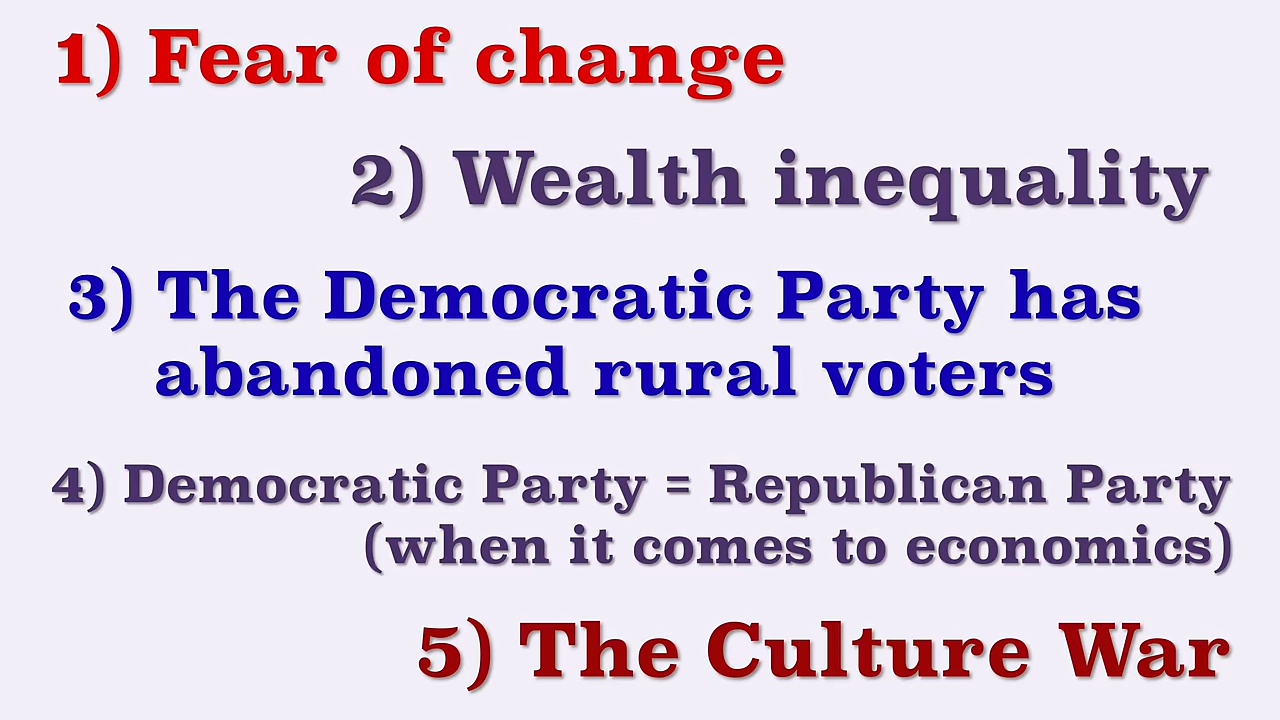 1) Fear of change
2) Wealth inequality
3) The Democratic Party has
abandoned rural voters
4) Democratic Party = Republican Party
(when it comes to economics)
5) The Culture War